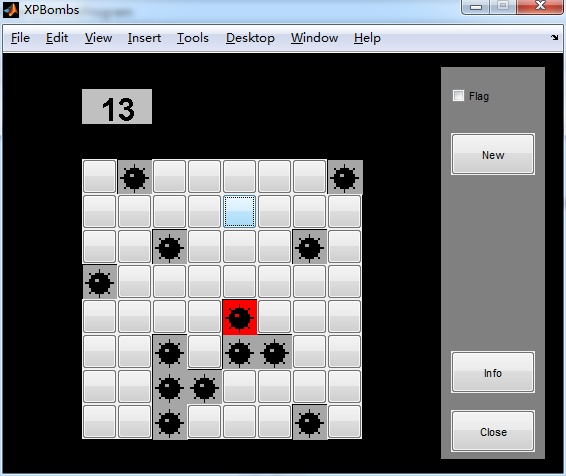 XPBombs
File Edit View Insert Tools Desktop Window Help
13
Flag
New
Info
Close